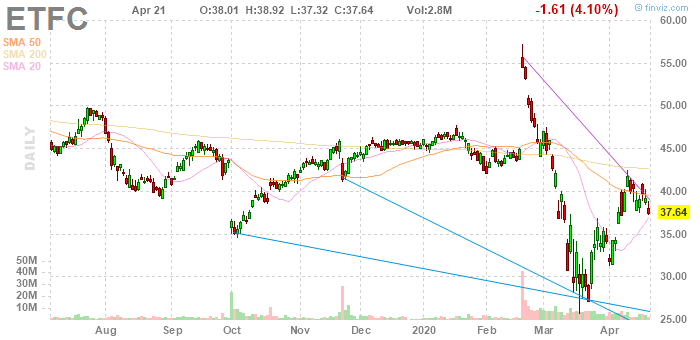 ETFC Apr 21 O:38.01 H:38.92 L:37.32 C:37.64 Vol:2.8M -1.61 (4.10%) © finviz.com
SMA 50
SMA 200
SMA 20
DAILY
60.00
55.00
50.00
45.00
40.00
37.64
35.00
30.00
25.00
50M
40M
30M
20M
10M
Aug Sep Oct Nov Dec 2020 Feb Mar Apr